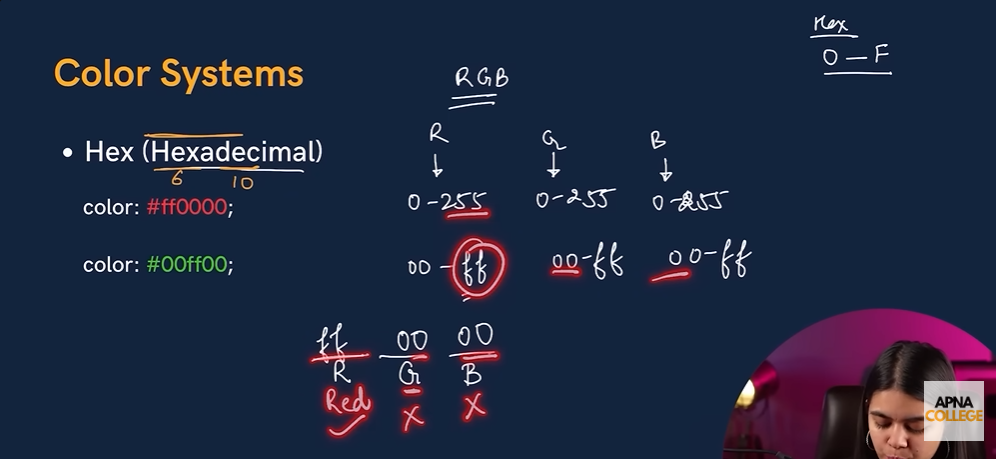 Hex
0 – F
Color Systems
RGB
• Hex (Hexadecimal)
6 10
R G B
0-255 0-255 0-255
color: #ff0000;
color: #00ff00;
00 - ff 00-ff 00-ff
ff 00 00
R G B
Red X X
APNA
COLLEGE